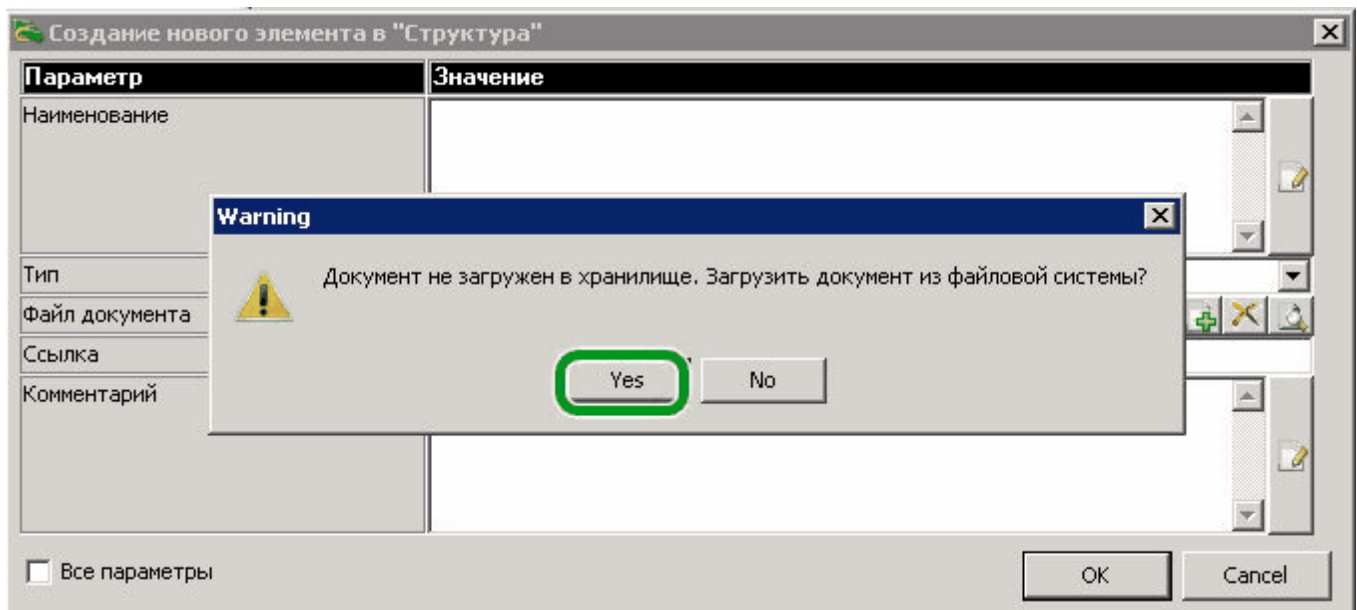 Создание нового элемента в "Структура"
Параметр Значение
Наименование
Warning
Документ не загружен в хранилище. Загрузить документ из файловой системы?
Тип
Файл документа
Ссылка
Yes No
Комментарий
Все параметры OK Cancel